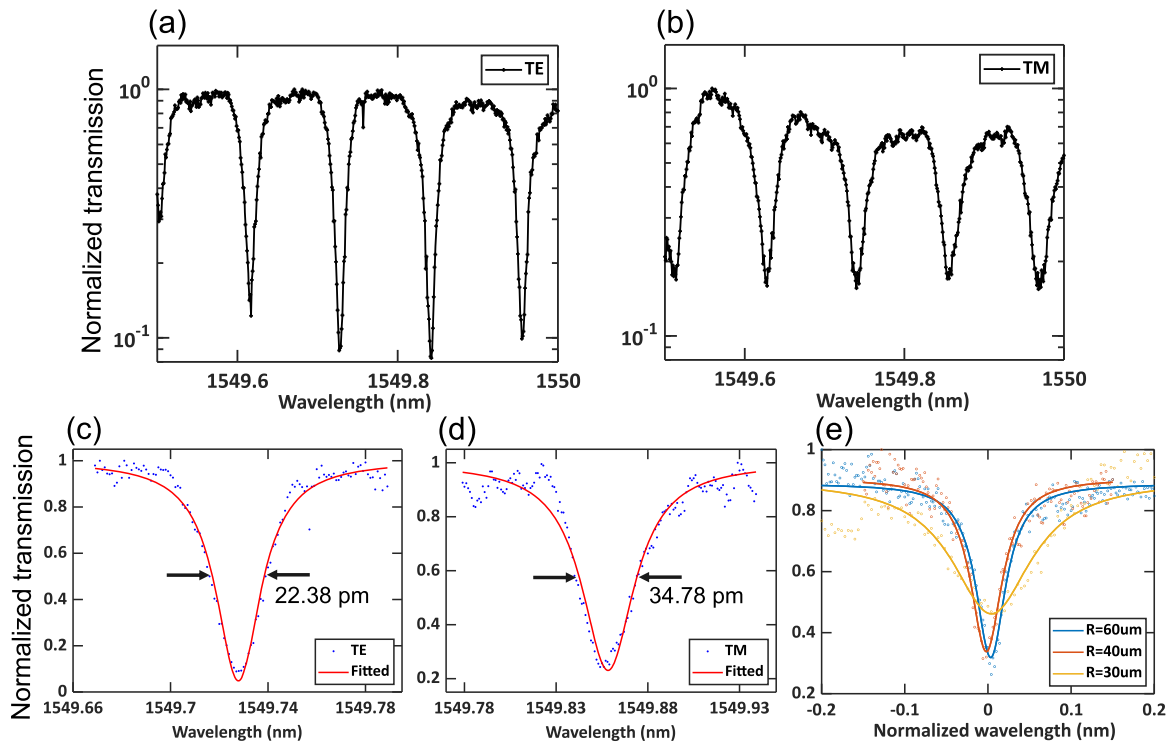 (a)
TE
Normalized transmission
10^0
10^-1
1549.6
1549.8
1550
Wavelength (nm)
(b)
TM
10^0
10^-1
1549.6
1549.8
1550
Wavelength (nm)
(c)
Normalized transmission
1
0.8
0.6
0.4
0.2
0
22.38 pm
TE
Fitted
1549.66
1549.7
1549.74
1549.78
Wavelength (nm)
(d)
1
0.8
0.6
0.4
0.2
34.78 pm
TM
Fitted
1549.78
1549.83
1549.88
1549.93
Wavelength (nm)
(e)
1
0.8
0.6
0.4
0.2
R=60um
R=40um
R=30um
-0.2
-0.1
0
0.1
0.2
Normalized wavelength (nm)